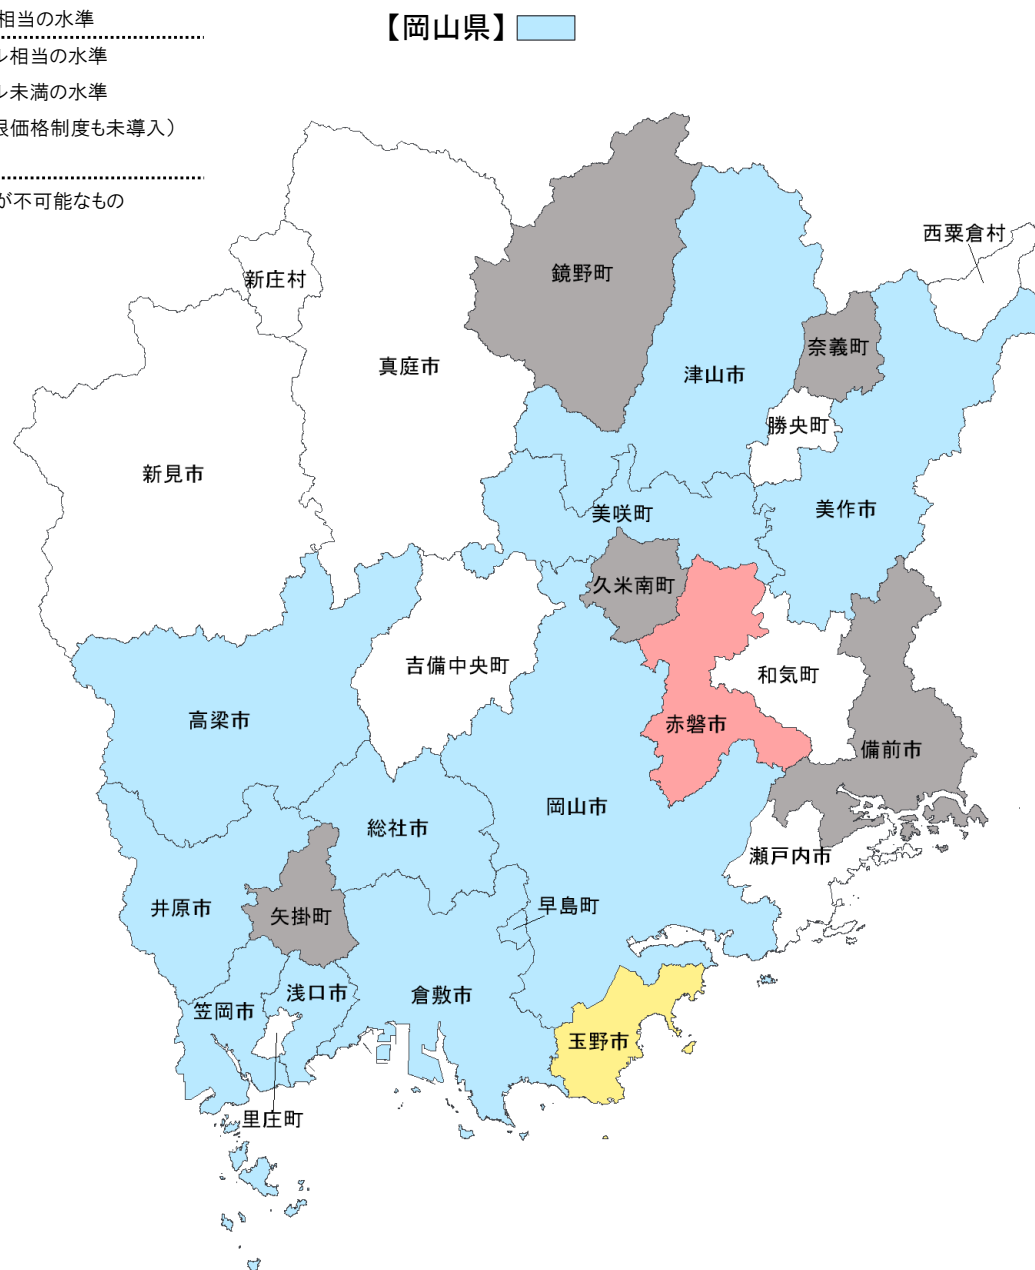 相当の水準
ル相当の水準
ル未満の水準
限価格制度も未導入）
が不可能なもの
【岡山県】
西粟倉村
新庄村
鏡野町
奈義町
真庭市
津山市
勝央町
新見市
美咲町
美作市
久米南町
吉備中央町
和気町
高梁市
赤磐市
備前市
岡山市
総社市
瀬戸内市
井原市
矢掛町
早島町
浅口市
倉敷市
笠岡市
玉野市
里庄町